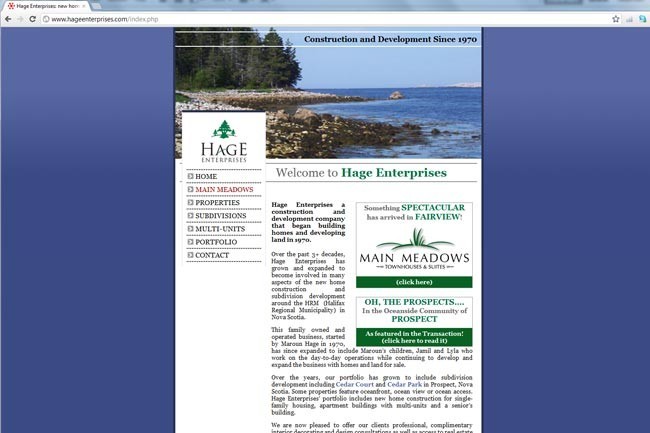 Hage Enterprises: new hom
www.hageenterprises.com/index.php
Construction and Development Since 1970
HAGE
ENTERPRISES
HOME
MAIN MEADOWS
PROPERTIES
SUBDIVISIONS
MULTI-UNITS
PORTFOLIO
CONTACT
Welcome to Hage Enterprises
Hage Enterprises a
construction and
development company
that began building
homes and developing
land in 1970.
Over the past 3+ decades,
Hage Enterprises has
grown and expanded to
become involved in many
aspects of the new home
construction and
subdivision development
around the HRM (Halifax
Regional Municipality) in
Nova Scotia.
This family owned and
operated business, started
by Maroun Hage in 1970,
has since expanded to include Maroun's children, Jamil and Lyla who
work on the day-to-day operations while continuing to develop and
expand the business with homes and land for sale.
Over the years, our portfolio has grown to include subdivision
development including Cedar Court and Cedar Park in Prospect, Nova
Scotia. Some properties feature oceanfront, ocean view or ocean access.
Hage Enterprises' portfolio includes new home construction for single-
family housing, apartment buildings with multi-units and a senior's
building.
We are now pleased to offer our clients professional, complimentary
interior decorating and design consultations as well as access to real estate
Something SPECTACULAR
has arrived in FAIRVIEW!
MAIN MEADOWS
TOWNHOUSES & SUITES
(click here)
OH, THE PROSPECTS....
In the Oceanside Community of
PROSPECT
As featured in the Transaction!
(click here to read it)